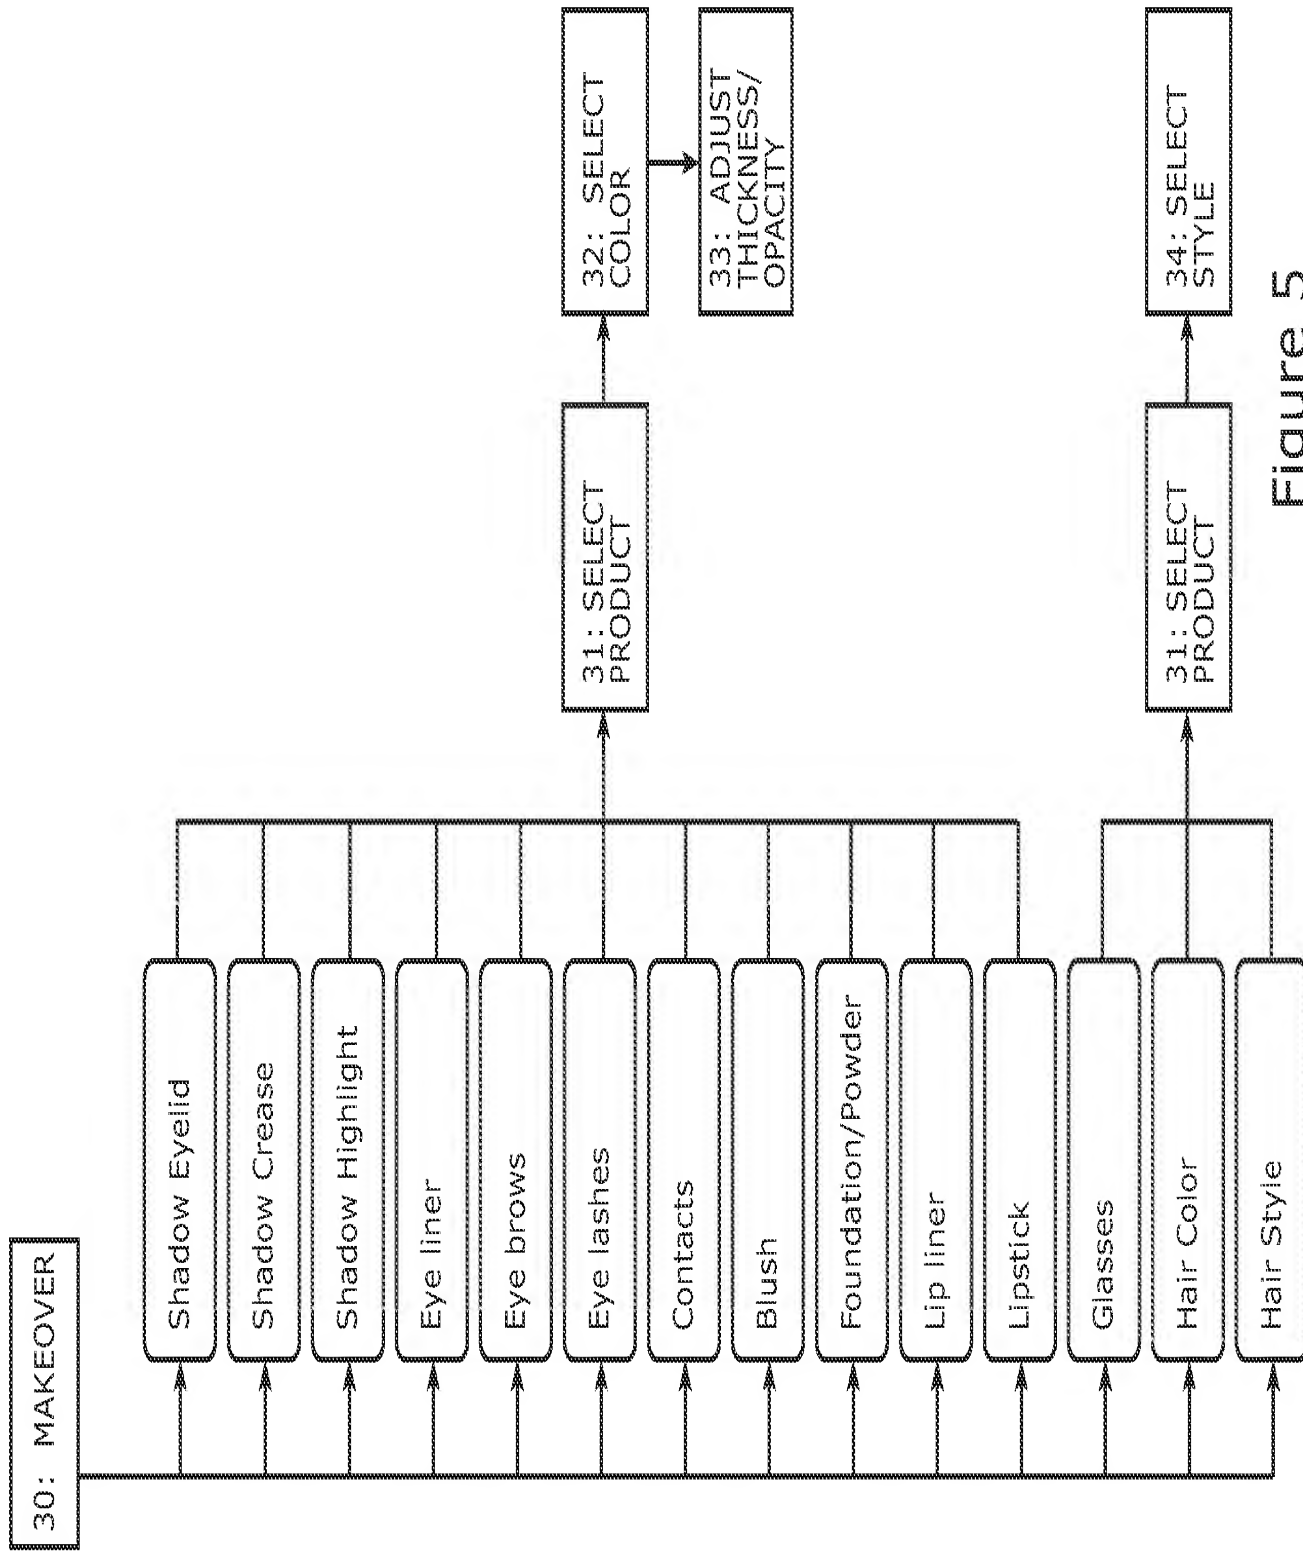 30: MAKEOVER
Shadow Eyelid
Shadow Crease
Shadow Highlight
Eye liner
Eye brows
Eye lashes
Contacts
Blush
Foundation/Powder
Lip liner
Lipstick
Glasses
Hair Color
Hair Style
31: SELECT
PRODUCT
32: SELECT
COLOR
33: ADJUST
THICKNESS/
OPACITY
31: SELECT
PRODUCT
34: SELECT
STYLE
Figure 5